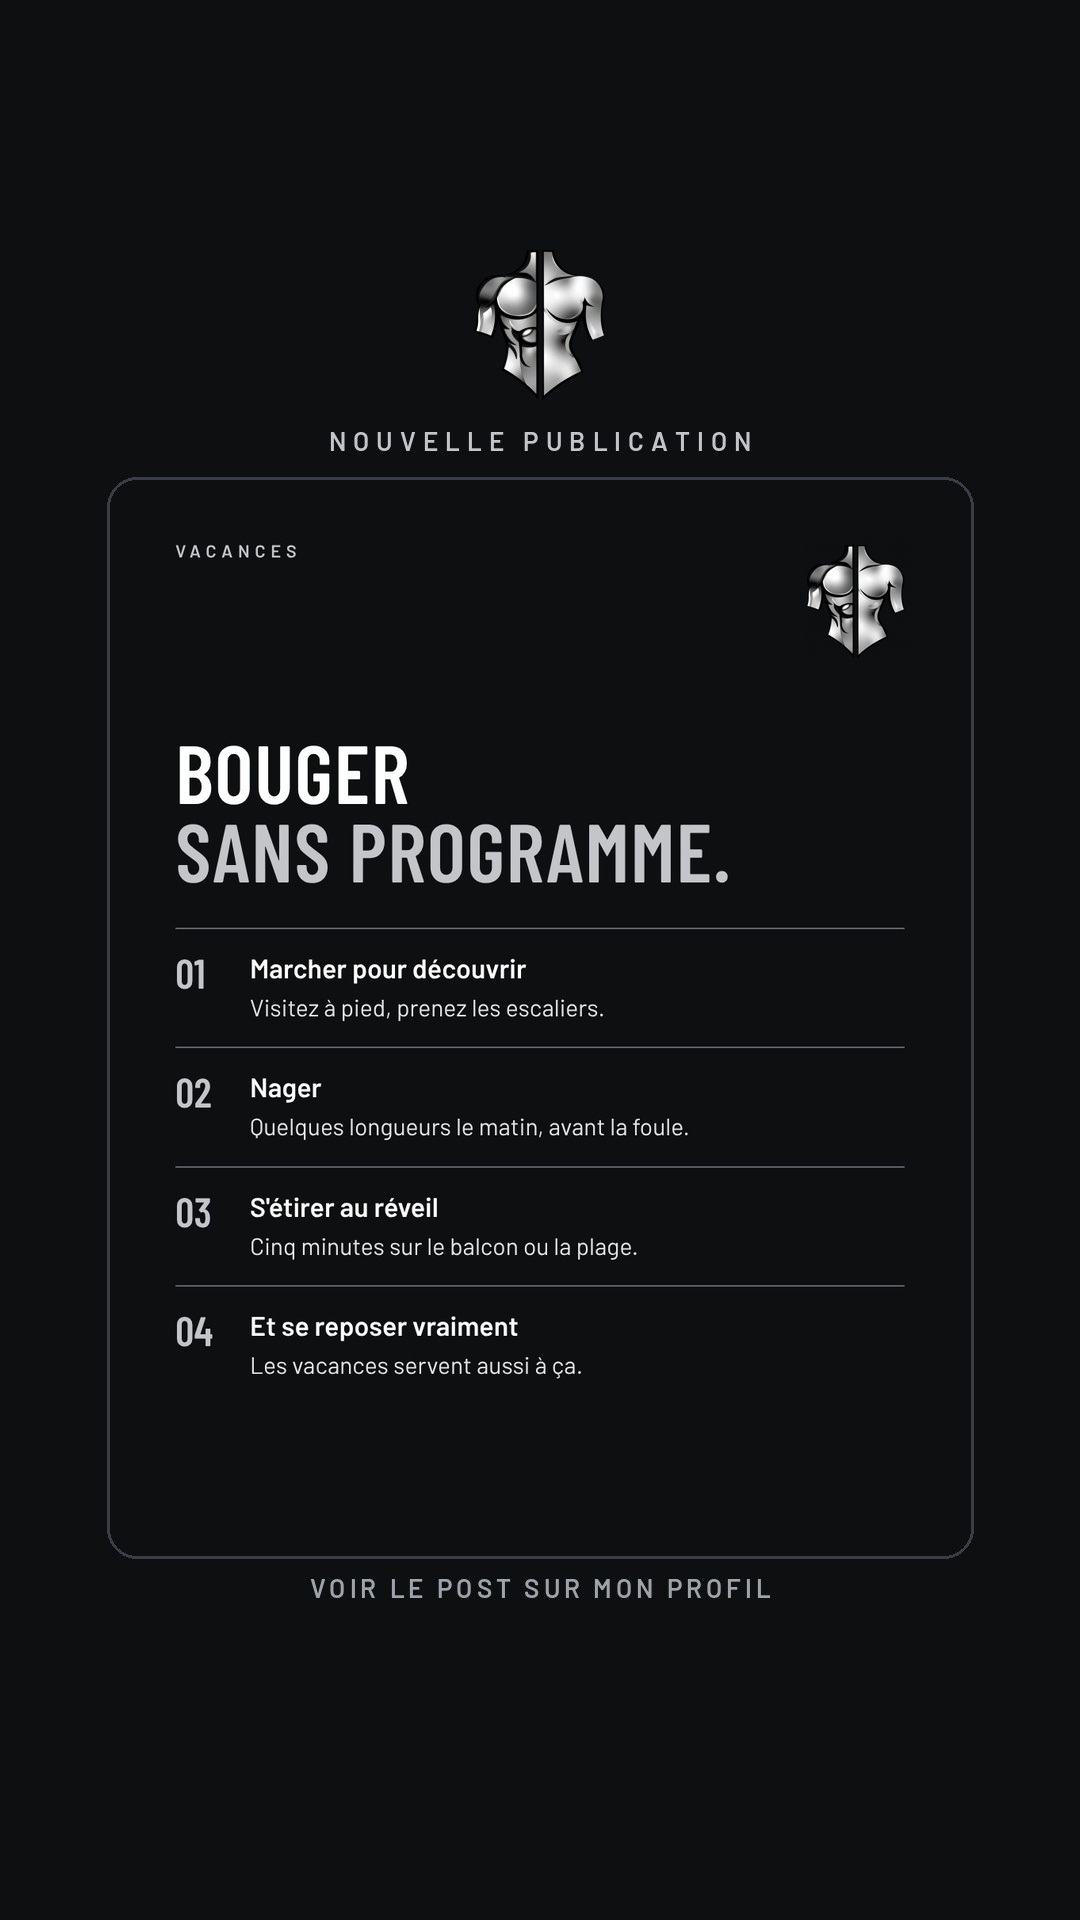 NOUVELLE PUBLICATION
VACANCES
BOUGER
SANS PROGRAMME.
01
Marcher pour découvrir
Visitez à pied, prenez les escaliers.
02
Nager
Quelques longueurs le matin, avant la foule.
03
S'étirer au réveil
Cinq minutes sur le balcon ou la plage.
04
Et se reposer vraiment
Les vacances servent aussi à ça.
VOIR LE POST SUR MON PROFIL